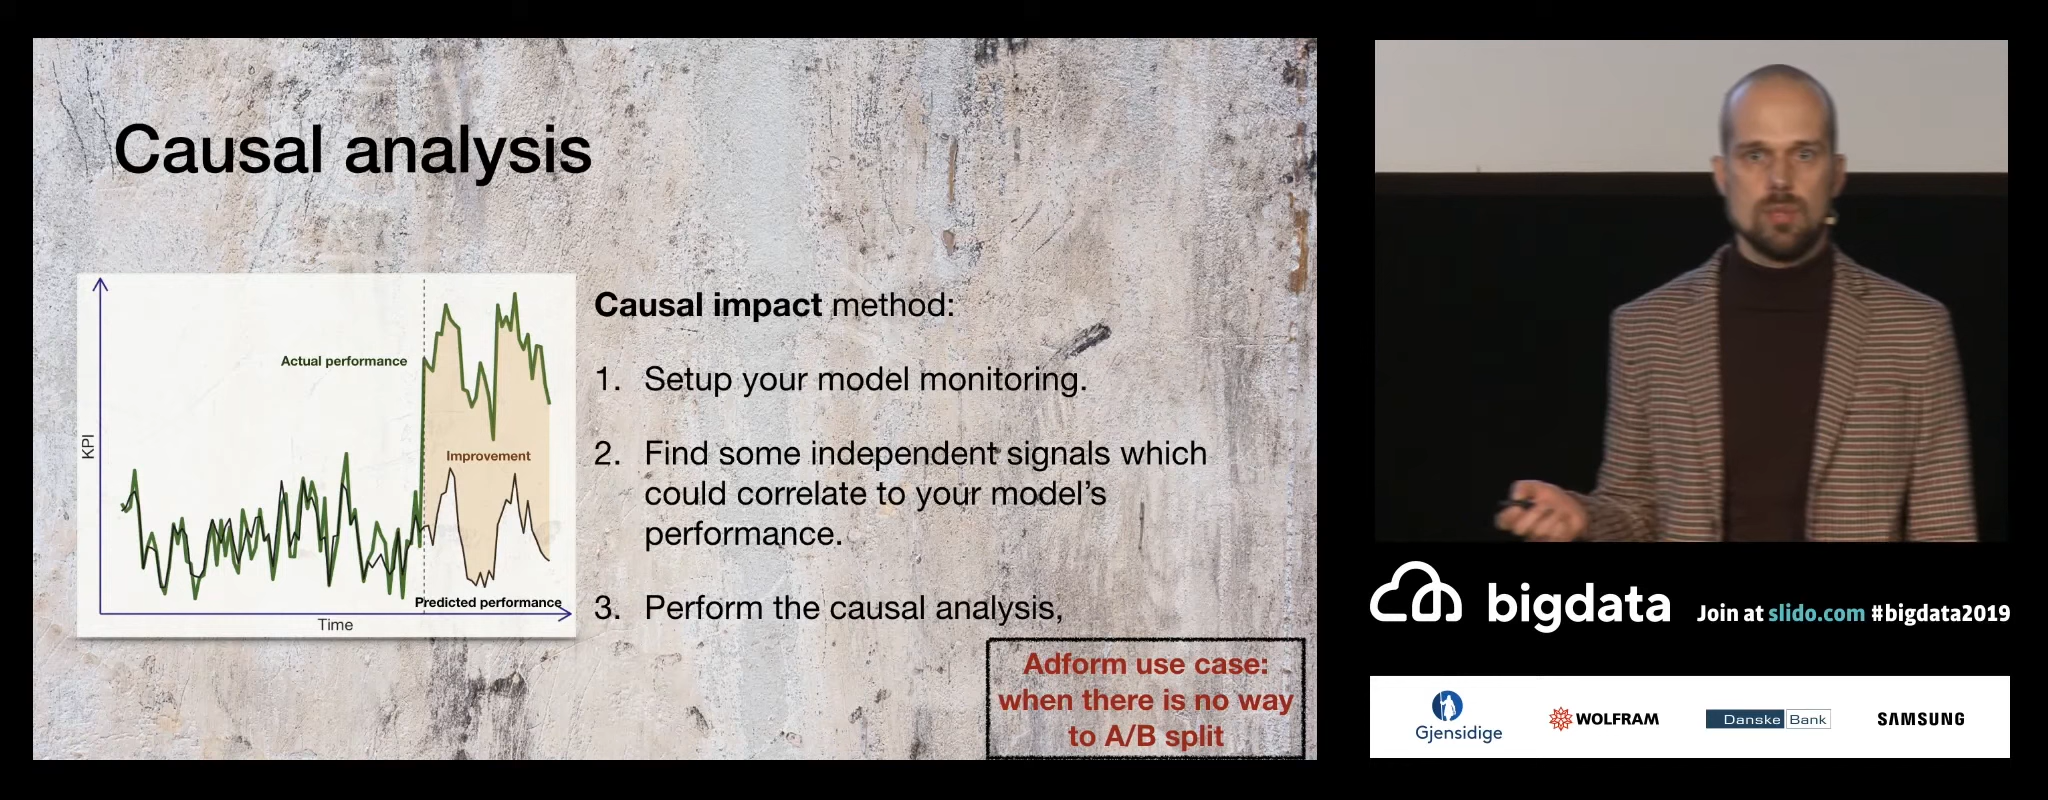 Causal analysis
Actual performance
Improvement
Predicted performance
KPI
Time
Causal impact method:
1. Setup your model monitoring.
2. Find some independent signals which
could correlate to your model's
performance.
3. Perform the causal analysis,
Adform use case:
when there is no way
to A/B split
bigdata
Join at slido.com #bigdata2019
Gjensidige
WOLFRAM
Danske Bank
SAMSUNG